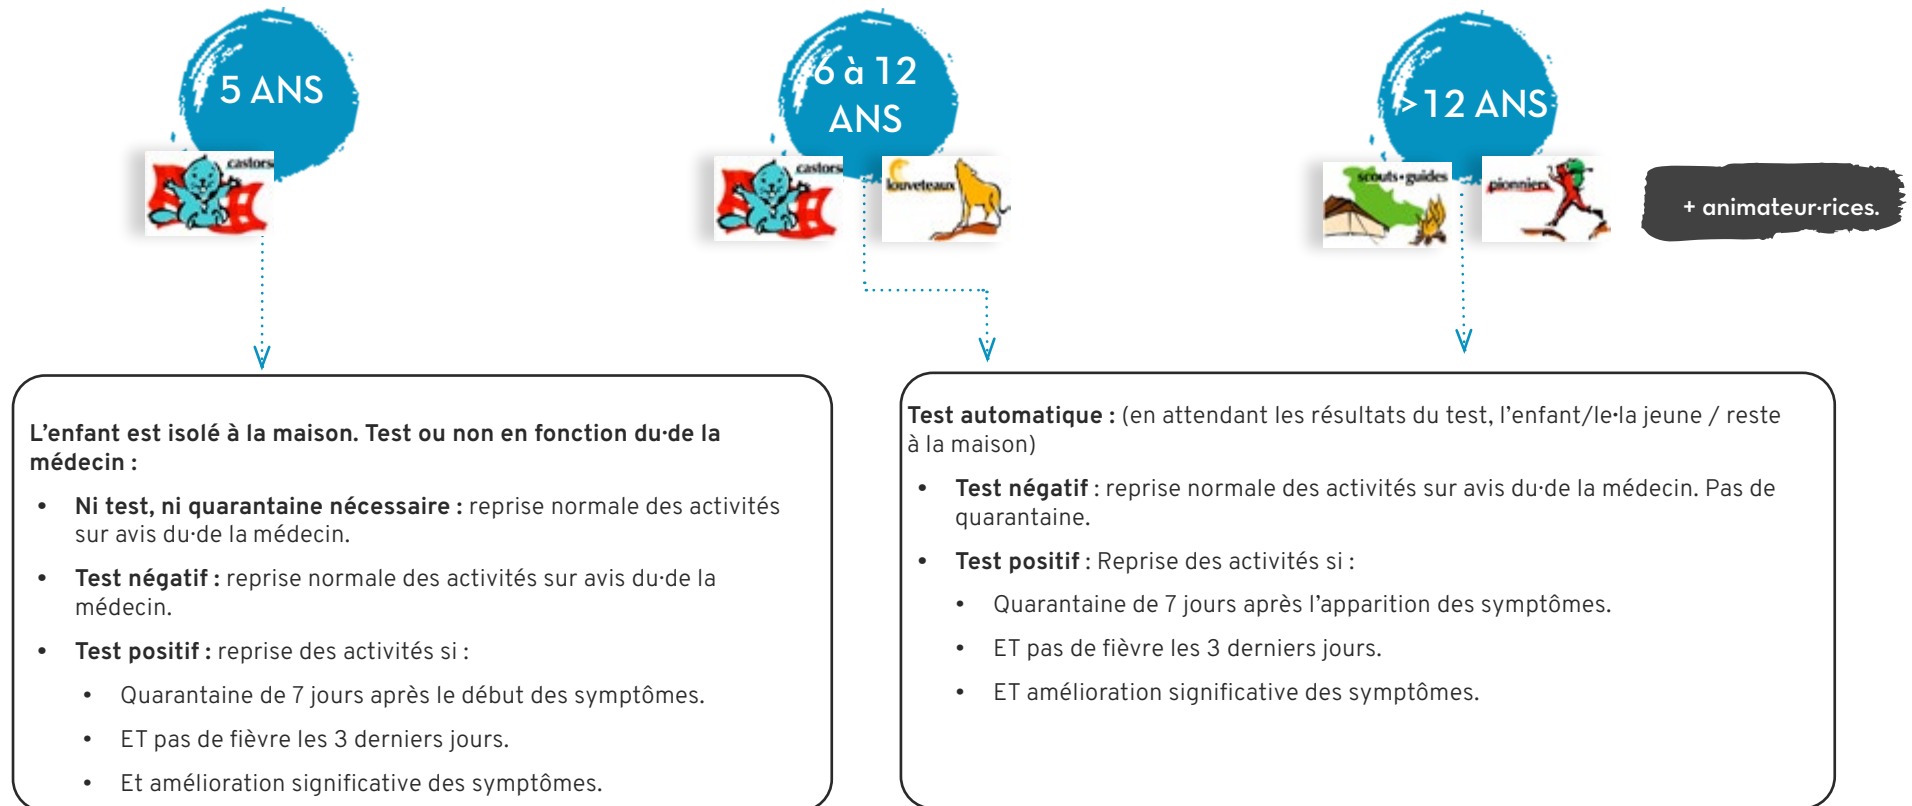 5 ANS
castors
6 à 12
ANS
castors
louveteaux
> 12 ANS
scouts•guides
pionniers
+ animateur·rices.
L’enfant est isolé à la maison. Test ou non en fonction du·de la
médecin :
• Ni test, ni quarantaine nécessaire : reprise normale des activités
sur avis du·de la médecin.
• Test négatif : reprise normale des activités sur avis du·de la
médecin.
• Test positif : reprise des activités si :
• Quarantaine de 7 jours après le début des symptômes.
• ET pas de fièvre les 3 derniers jours.
• Et amélioration significative des symptômes.
Test automatique : (en attendant les résultats du test, l’enfant/le·la jeune / reste
à la maison)
• Test négatif : reprise normale des activités sur avis du·de la médecin. Pas de
quarantaine.
• Test positif : Reprise des activités si :
• Quarantaine de 7 jours après l’apparition des symptômes.
• ET pas de fièvre les 3 derniers jours.
• ET amélioration significative des symptômes.